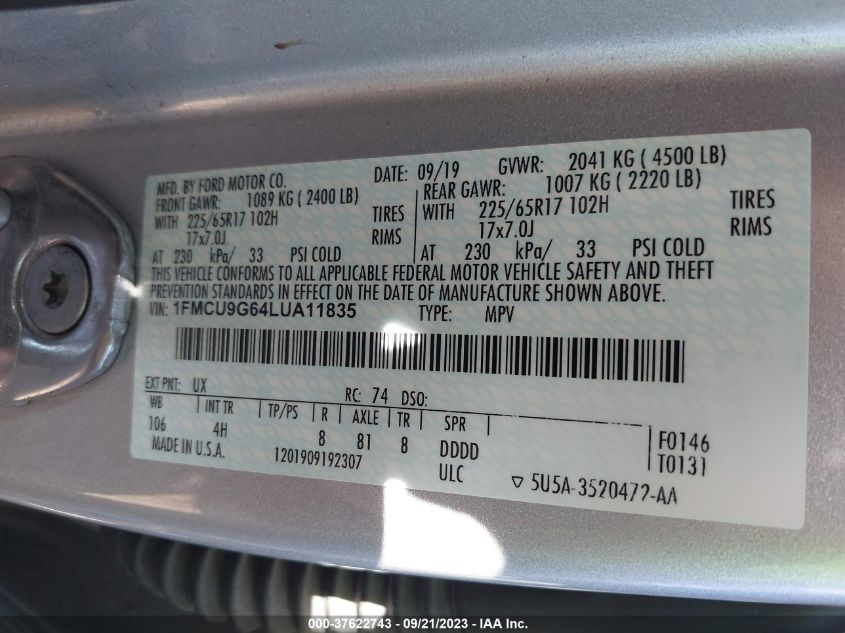 MFD. BY FORD MOTOR CO. DATE: 09/19 GVWR: 2041 KG ( 4500 LB)
FRONT GAWR: 1089 KG ( 2400 LB) REAR GAWR: 1007 KG ( 2220 LB)
WITH 225/65R17 102H TIRES WITH 225/65R17 102H TIRES
17x7.0J RIMS 17x7.0J RIMS
AT 230 kPa/ 33 PSI COLD AT 230 kPa/ 33 PSI COLD
THIS VEHICLE CONFORMS TO ALL APPLICABLE FEDERAL MOTOR VEHICLE SAFETY AND THEFT
PREVENTION STANDARDS IN EFFECT ON THE DATE OF MANUFACTURE SHOWN ABOVE.
VIN: 1FMCU9G64LUA11835 TYPE: MPV
EXT PNT: UX RC: 74 DSO:
WB INT TR TP/PS R AXLE TR SPR
106 4H 8 81 8 DDDD F0146
MADE IN U.S.A. 1201909192307 ULC T0131
▽ 5U5A-3520472-AA
000-37622743 - 09/21/2023 - IAA Inc.